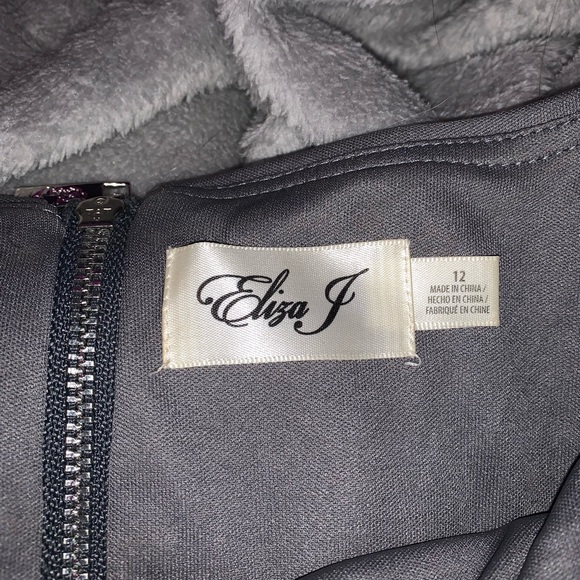 Eliza J
12
MADE IN CHINA /
HECHO EN CHINA /
FABRIQUÉ EN CHINE